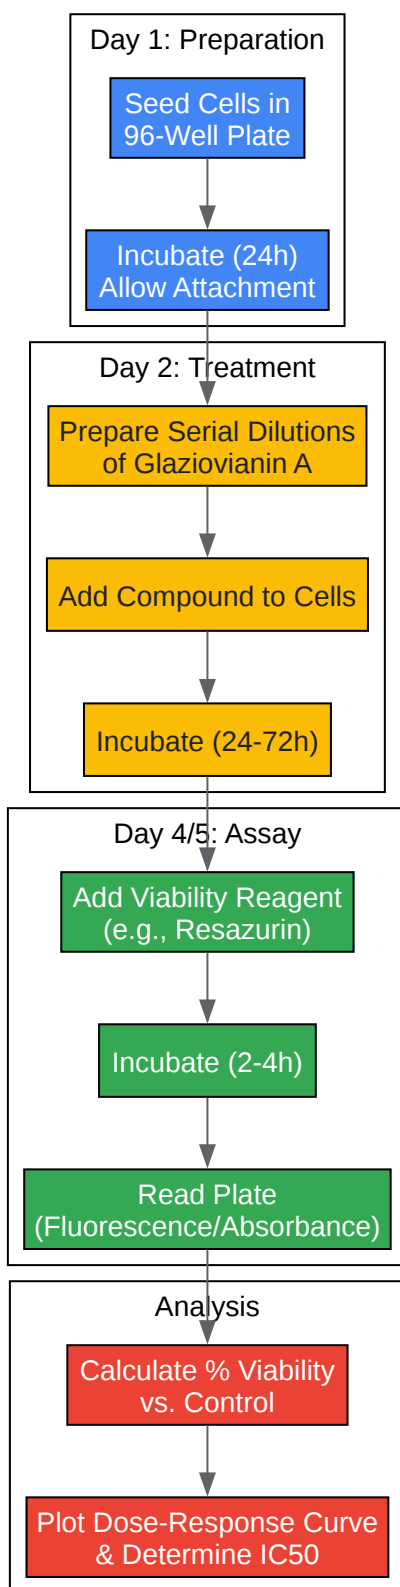 Day 1: Preparation
Seed Cells in
96-Well Plate
Incubate (24h)
Allow Attachment
Day 2: Treatment
Prepare Serial Dilutions
of Glaziovianin A
Add Compound to Cells
Incubate (24-72h)
Day 4/5: Assay
Add Viability Reagent
(e.g., Resazurin)
Incubate (2-4h)
Read Plate
(Fluorescence/Absorbance)
Analysis
Calculate % Viability
vs. Control
Plot Dose-Response Curve
& Determine IC50